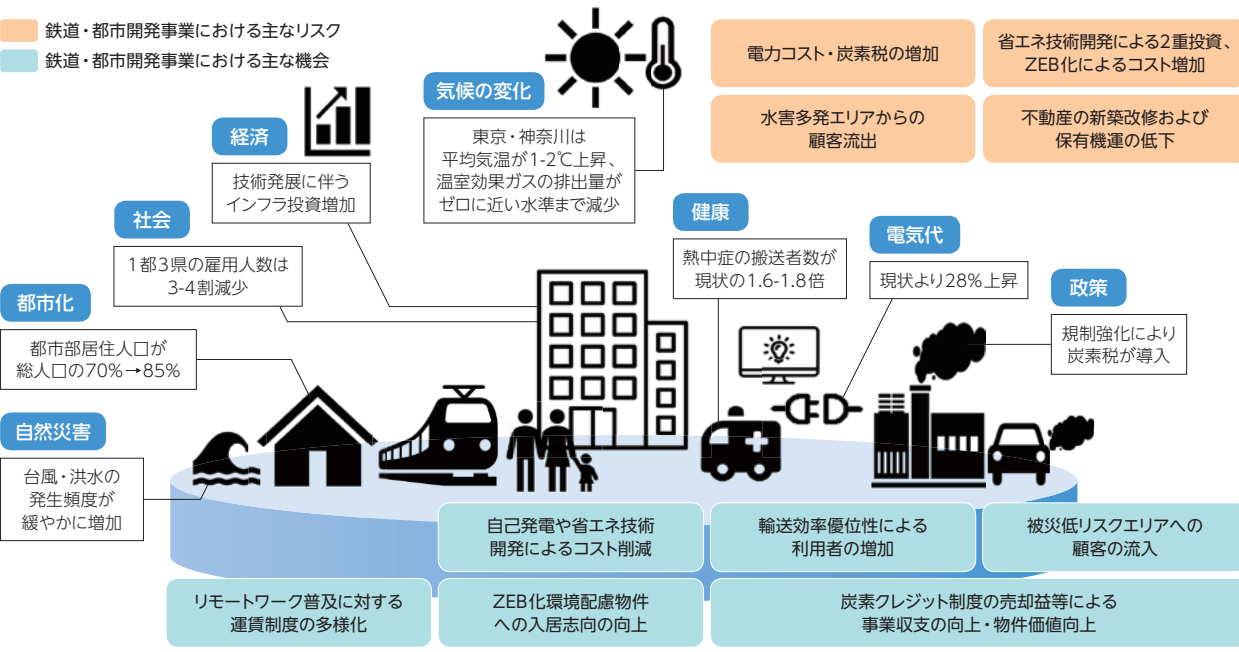 鉄道・都市開発事業における主なリスク
鉄道・都市開発事業における主な機会
電力コスト・炭素税の増加
省エネ技術開発による2重投資、
ZEB化によるコスト増加
水害多発エリアからの
顧客流出
不動産の新築改修および
保有機運の低下
気候の変化
東京・神奈川は
平均気温が1-2℃上昇、
温室効果ガスの排出量が
ゼロに近い水準まで減少
経済
技術発展に伴う
インフラ投資増加
社会
1都3県の雇用人数は
3-4割減少
都市化
都市部居住人口が
総人口の70%→85%
自然災害
台風・洪水の
発生頻度が
緩やかに増加
健康
熱中症の搬送者数が
現状の1.6-1.8倍
電気代
現状より28%上昇
政策
規制強化により
炭素税が導入
自己発電や省エネ技術
開発によるコスト削減
輸送効率優位性による
利用者の増加
被災低リスクエリアへの
顧客の流入
リモートワーク普及に対する
運賃制度の多様化
ZEB化環境配慮物件
への入居志向の向上
炭素クレジット制度の売却益等による
事業収支の向上・物件価値向上